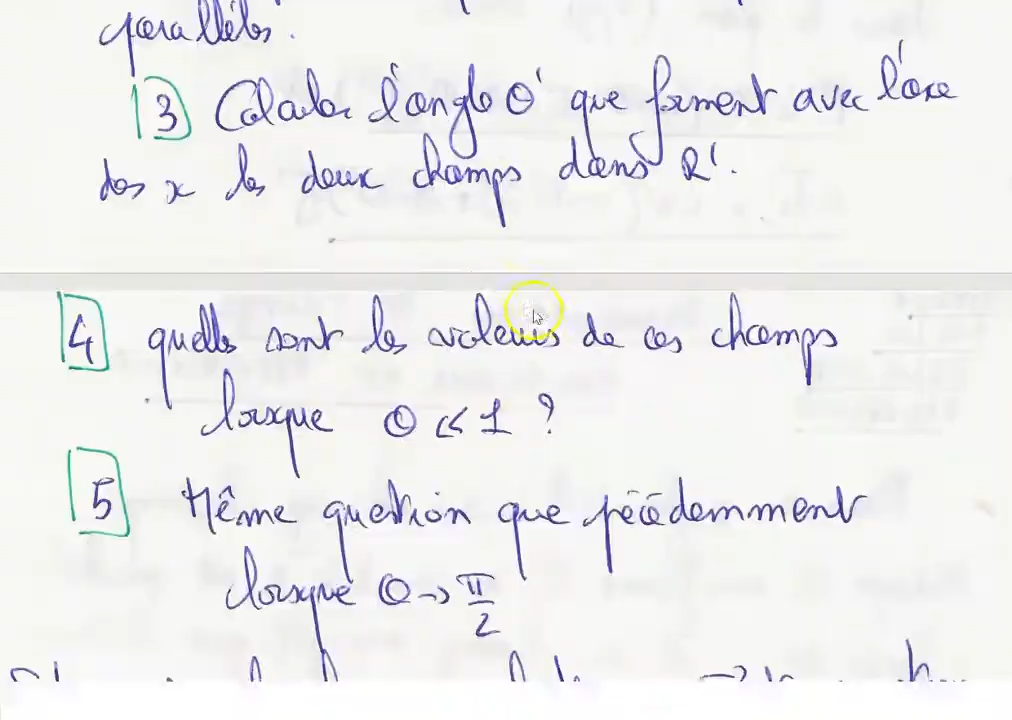 parallèles.
3 Calculer l'angle θ' que forment avec l'axe
des x les deux champs dans R'.
4 quelles sont les valeurs de ces champs
lorsque θ << 1 ?
5 Même question que précédemment
lorsque θ → π/2